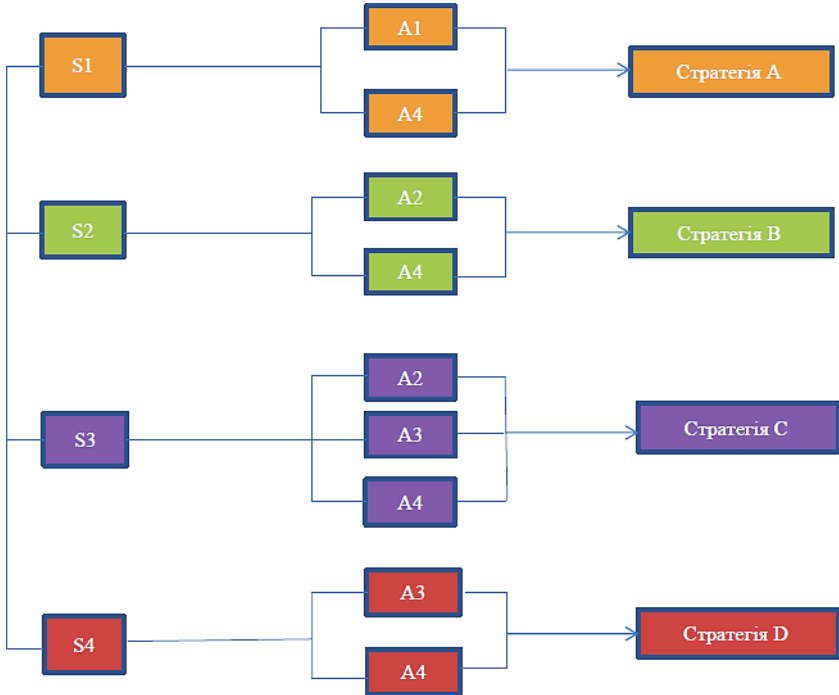 A1
S1
Стратегія A
A4
A2
S2
Стратегія B
A4
A2
S3
A3
Стратегія C
A4
A3
S4
Стратегія D
A4